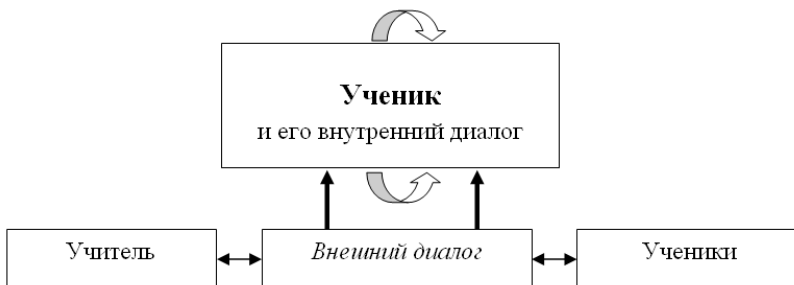 Ученик
и его внутренний диалог
Учитель
Внешний диалог
Ученики